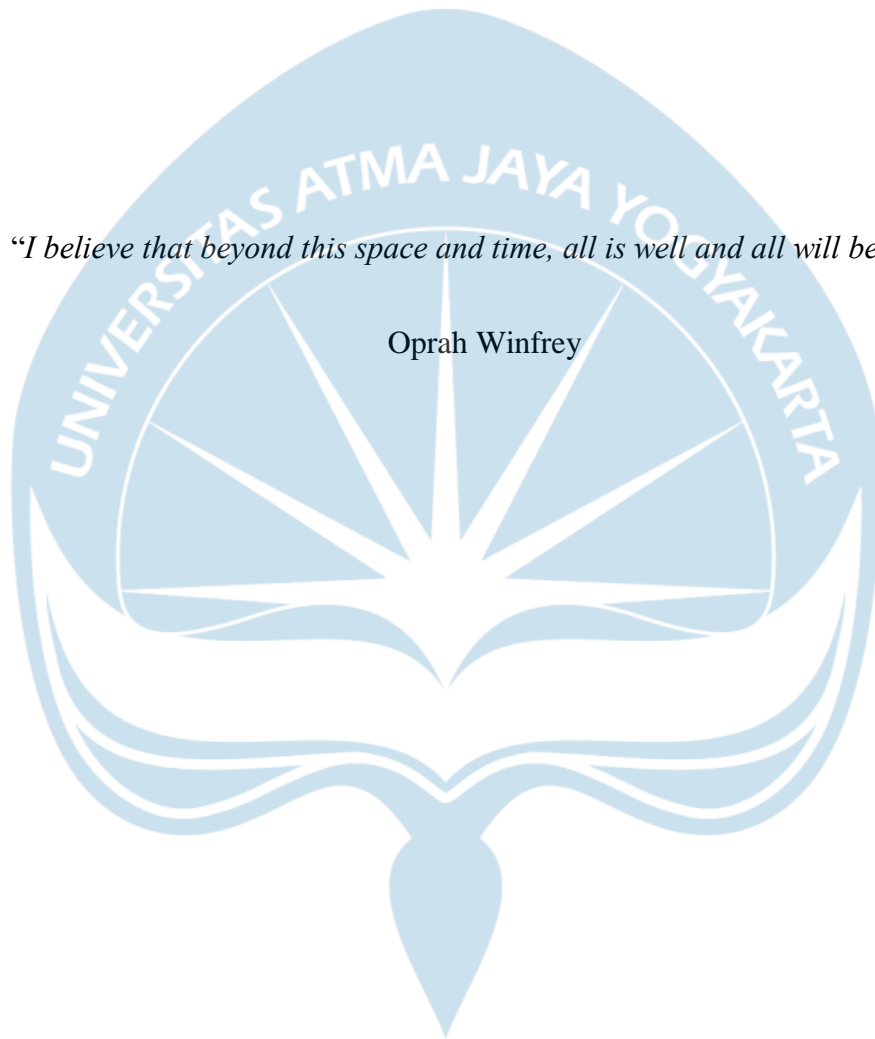 UNIVERSITAS ATMA JAYA YOGYAKARTA
“I believe that beyond this space and time, all is well and all will be
Oprah Winfrey